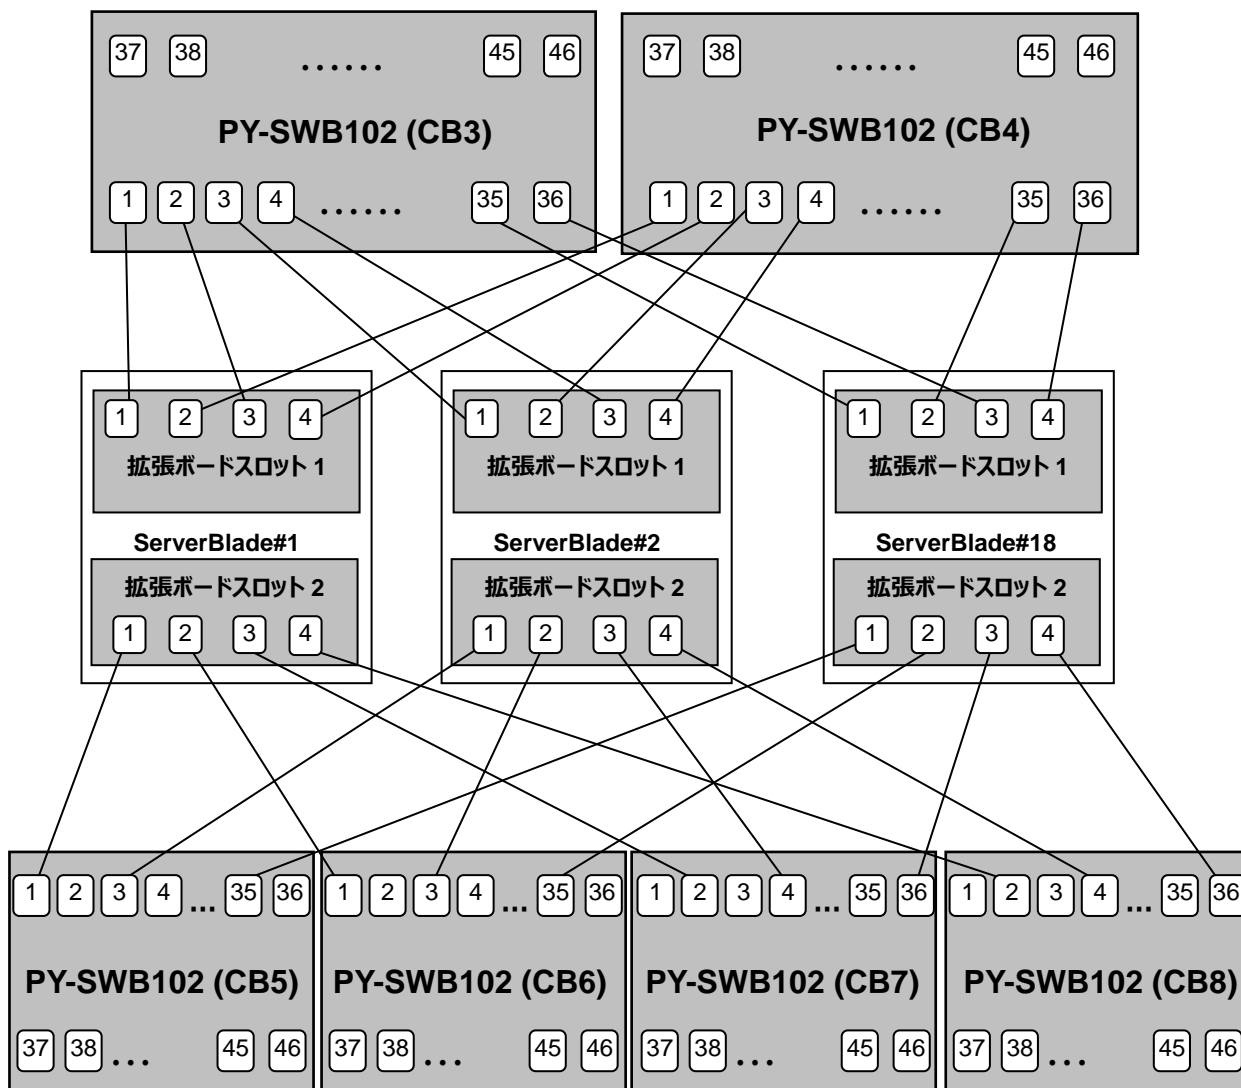 37 38 ...... 45 46
PY-SWB102 (CB3)
1 2 3 4 ...... 35 36
37 38 ...... 45 46
PY-SWB102 (CB4)
1 2 3 4 ...... 35 36
1 2 3 4
拡張ボードスロット 1
ServerBlade#1
拡張ボードスロット 2
1 2 3 4
1 2 3 4
拡張ボードスロット 1
ServerBlade#2
拡張ボードスロット 2
1 2 3 4
1 2 3 4
拡張ボードスロット 1
ServerBlade#18
拡張ボードスロット 2
1 2 3 4
1 2 3 4 ... 35 36
PY-SWB102 (CB5)
37 38 ... 45 46
1 2 3 4 ... 35 36
PY-SWB102 (CB6)
37 38 ... 45 46
1 2 3 4 ... 35 36
PY-SWB102 (CB7)
37 38 ... 45 46
1 2 3 4 ... 35 36
PY-SWB102 (CB8)
37 38 ... 45 46